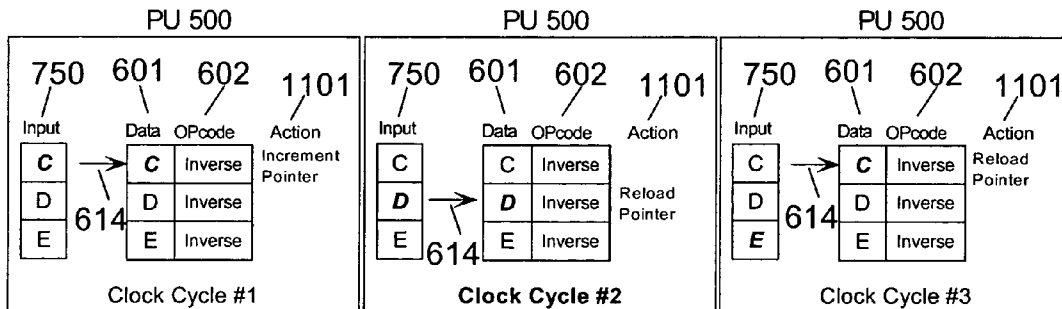 PU 500
750 601 602 1101
Input Data OPcode Action
C C Inverse Increment Pointer
D D Inverse
614
E E Inverse
Clock Cycle #1
PU 500
750 601 602 1101
Input Data OPcode Action
C C Inverse
D D Inverse Reload Pointer
E E Inverse
614
Clock Cycle #2
PU 500
750 601 602 1101
Input Data OPcode Action
C C Inverse Reload Pointer
D D Inverse
614
E E Inverse
Clock Cycle #3